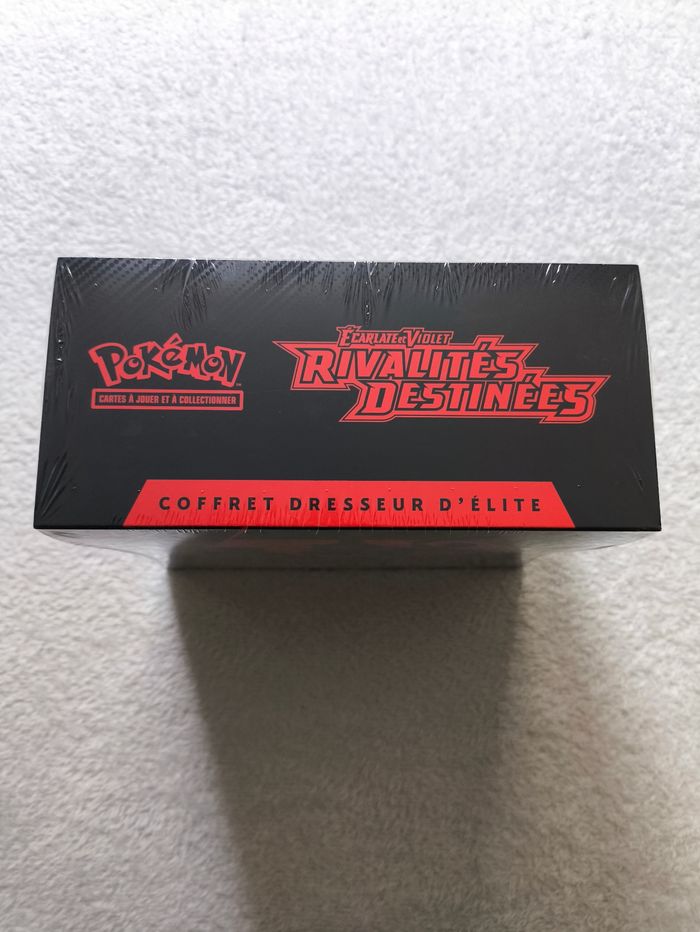 POKéMON
CARTES À JOUER ET À COLLECTIONNER
ÉCARLATE ET VIOLET
RIVALITÉS
DESTINÉES
COFFRET DRESSEUR D'ÉLITE